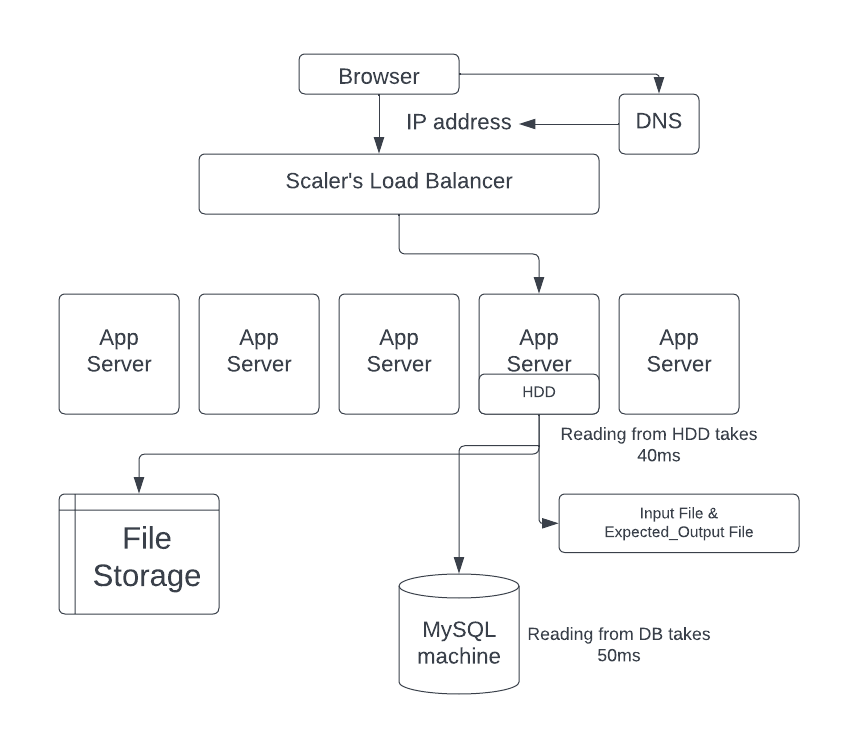 Browser
IP address
DNS
Scaler's Load Balancer
App
Server
App
Server
App
Server
App
Server
HDD
App
Server
Reading from HDD takes
40ms
File
Storage
Input File &
Expected_Output File
MySQL
machine
Reading from DB takes
50ms